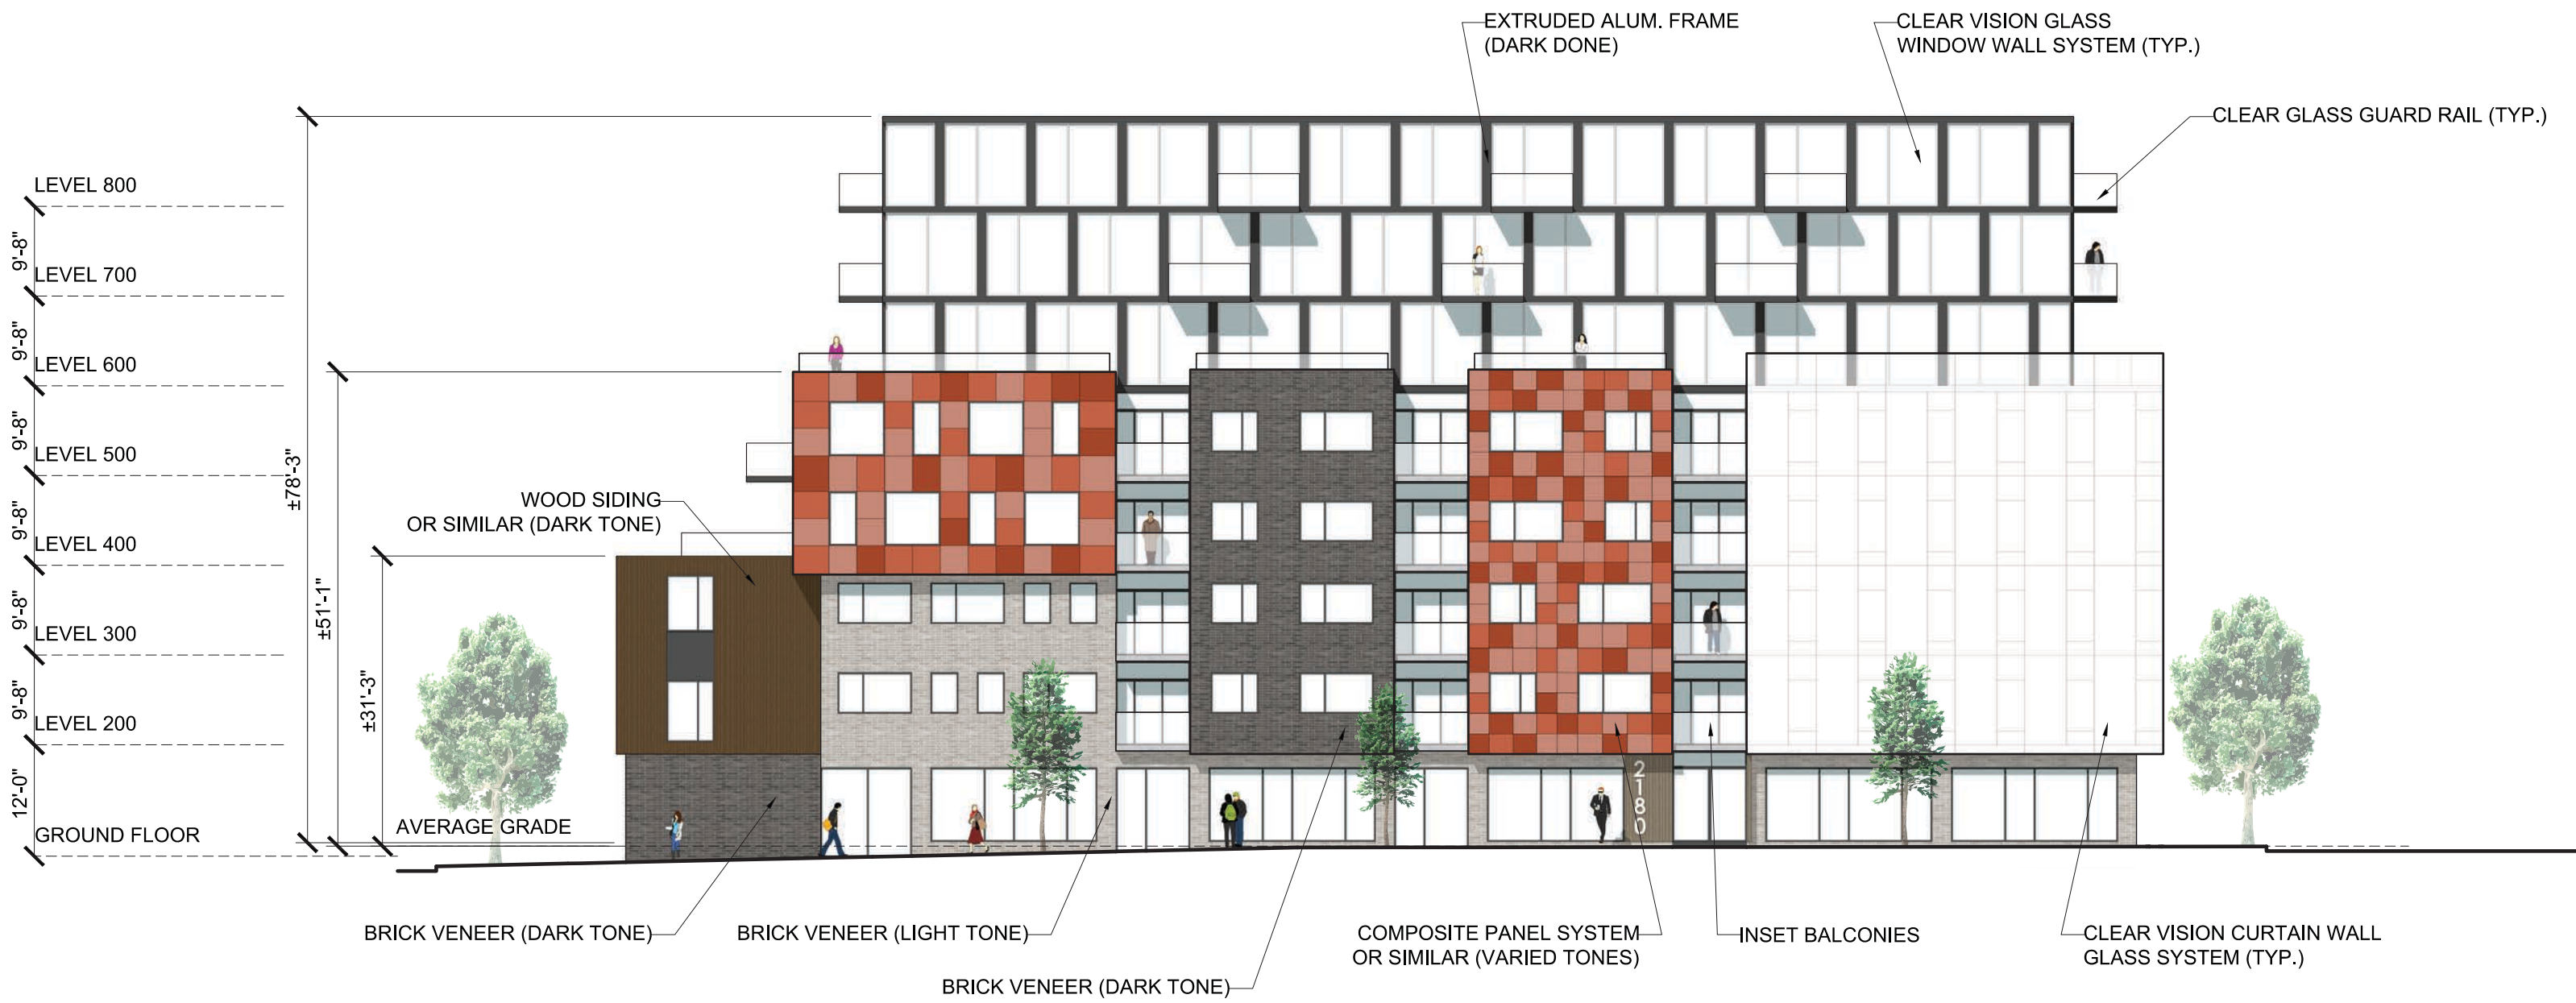 EXTRUDED ALUM. FRAME
(DARK DONE)
CLEAR VISION GLASS
WINDOW WALL SYSTEM (TYP.)
CLEAR GLASS GUARD RAIL (TYP.)
LEVEL 800
9'-8"
LEVEL 700
9'-8"
LEVEL 600
9'-8"
LEVEL 500
9'-8"
LEVEL 400
9'-8"
LEVEL 300
9'-8"
LEVEL 200
12'-0"
GROUND FLOOR
±78'-3"
±51'-1"
±31'-3"
AVERAGE GRADE
WOOD SIDING
OR SIMILAR (DARK TONE)
2180
BRICK VENEER (DARK TONE)
BRICK VENEER (LIGHT TONE)
BRICK VENEER (DARK TONE)
COMPOSITE PANEL SYSTEM
OR SIMILAR (VARIED TONES)
INSET BALCONIES
CLEAR VISION CURTAIN WALL
GLASS SYSTEM (TYP.)